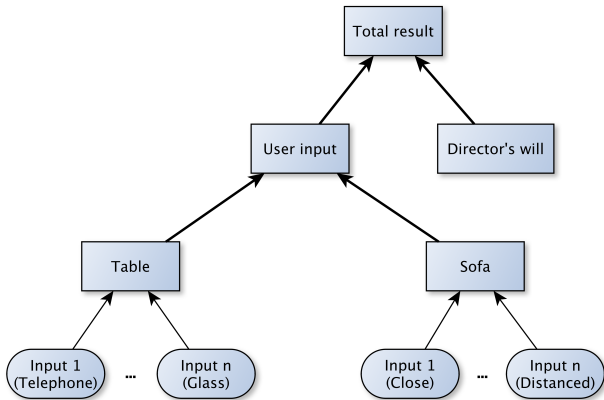 Total result
User input
Director's will
Table
Sofa
Input 1
(Telephone)
...
Input n
(Glass)
Input 1
(Close)
...
Input n
(Distanced)